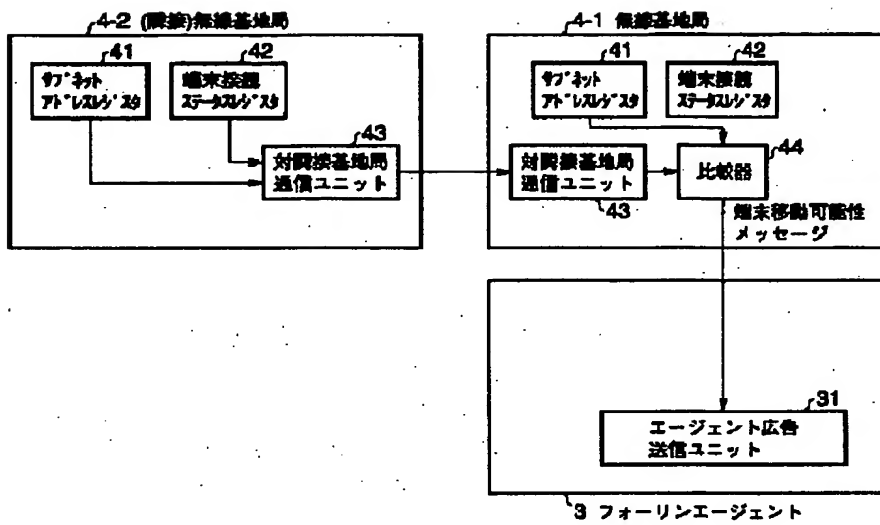 4-2 (隣接)無線基地局
41
42
サブネット
アドレスレジスタ
端末接続
ステータスレジスタ
43
対隣接基地局
通信ユニット
4-1 無線基地局
41
42
サブネット
アドレスレジスタ
端末接続
ステータスレジスタ
対隣接基地局
通信ユニット
43
比較器
44
端末移動可能性
メッセージ
31
エージェント広告
送信ユニット
3 フォーリンエージェント